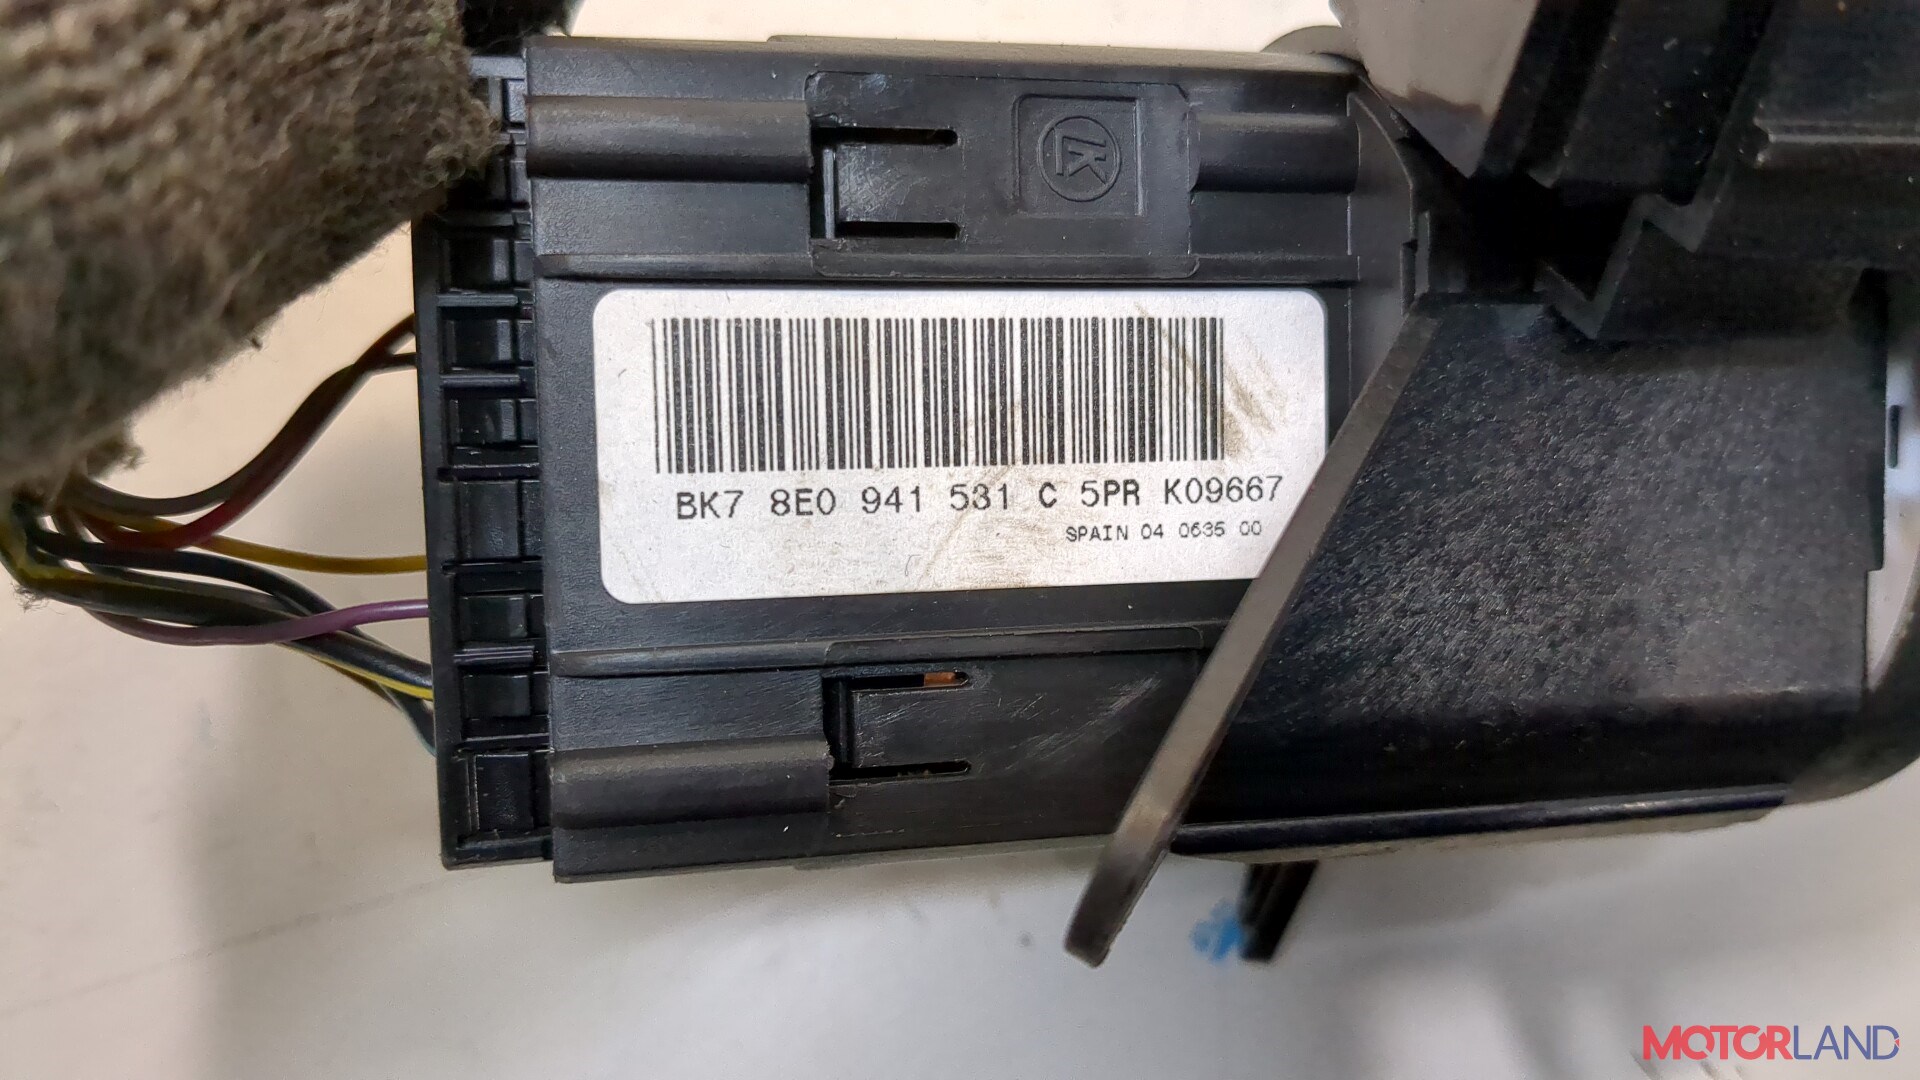 BK7 8E0 941 531 C 5PR K09667
SPAIN 04 0635 00
MOTORLAND